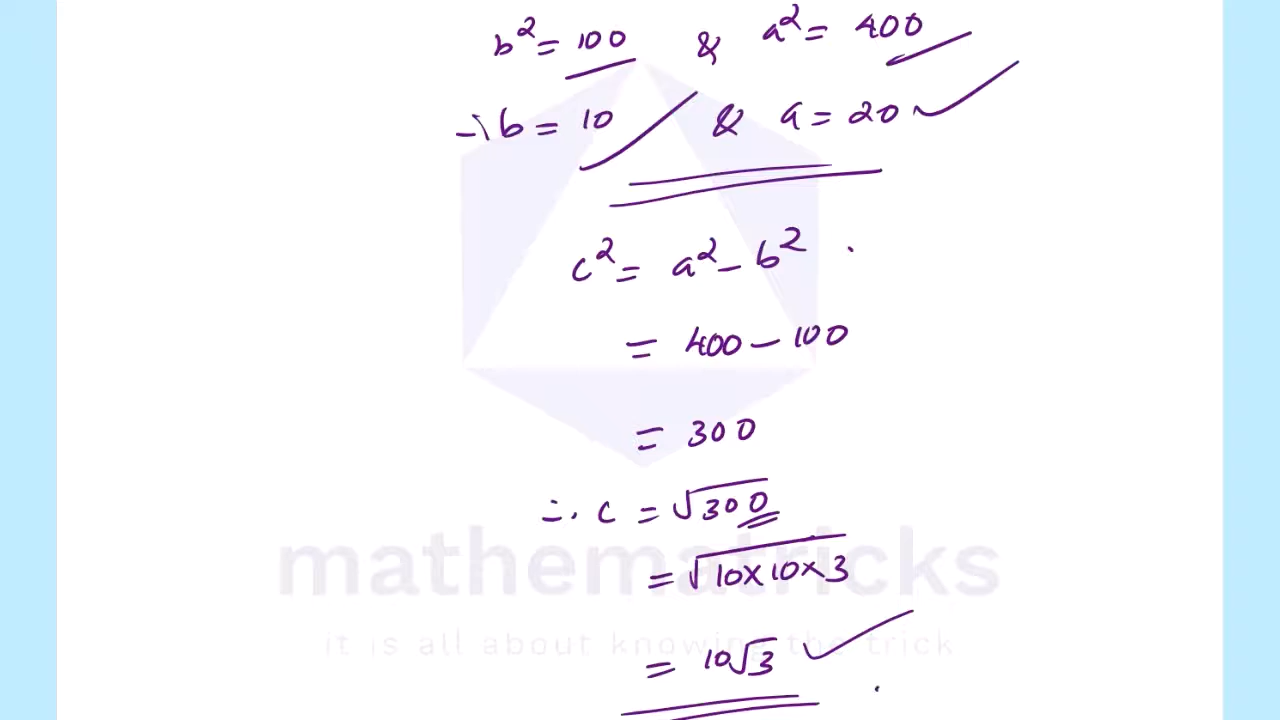 b² = 100 & a² = 400
→ b = 10 & a = 20
c² = a² - b²
= 400 - 100
= 300
∴ c = √300
= √10×10×3
mathematricks
it is all about knowing the trick
= 10√3